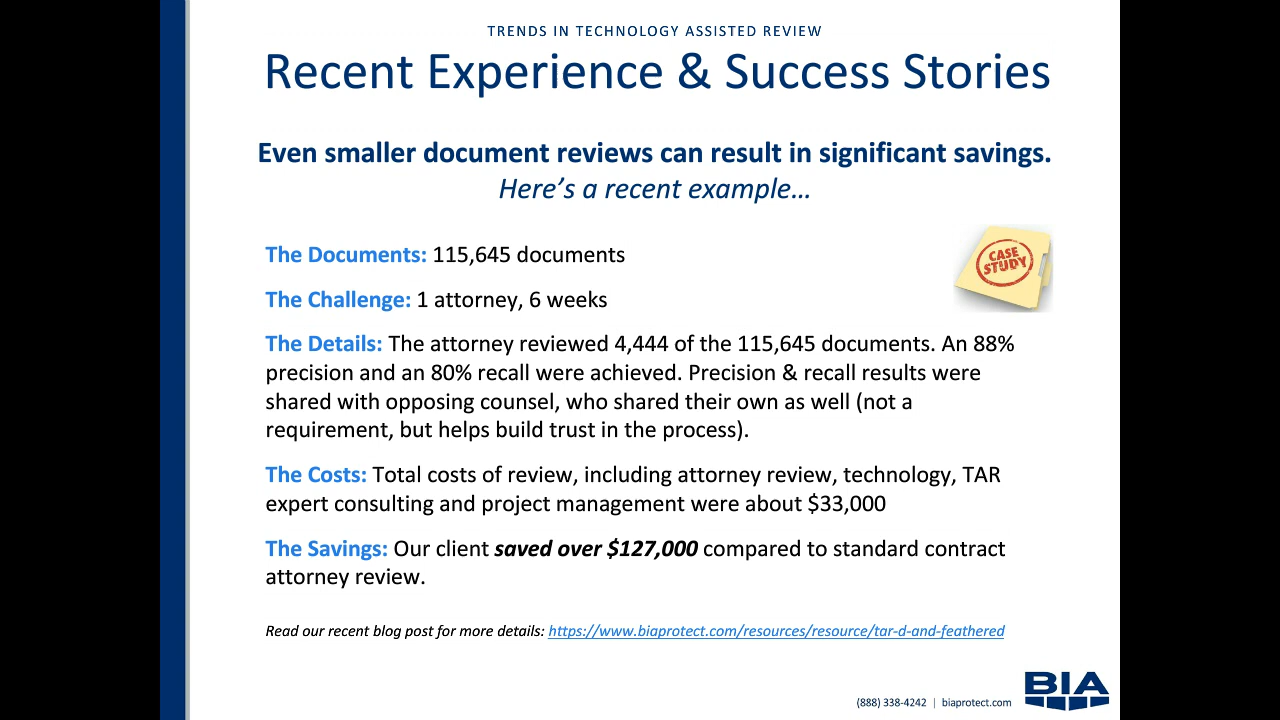 TRENDS IN TECHNOLOGY ASSISTED REVIEW
Recent Experience & Success Stories
Even smaller document reviews can result in significant savings.
Here’s a recent example…
The Documents: 115,645 documents
CASE
STUDY
The Challenge: 1 attorney, 6 weeks
The Details: The attorney reviewed 4,444 of the 115,645 documents. An 88%
precision and an 80% recall were achieved. Precision & recall results were
shared with opposing counsel, who shared their own as well (not a
requirement, but helps build trust in the process).
The Costs: Total costs of review, including attorney review, technology, TAR
expert consulting and project management were about $33,000
The Savings: Our client saved over $127,000 compared to standard contract
attorney review.
Read our recent blog post for more details: https://www.biaprotect.com/resources/resource/tar-d-and-feathered
(888) 338-4242 | biaprotect.com
BIA